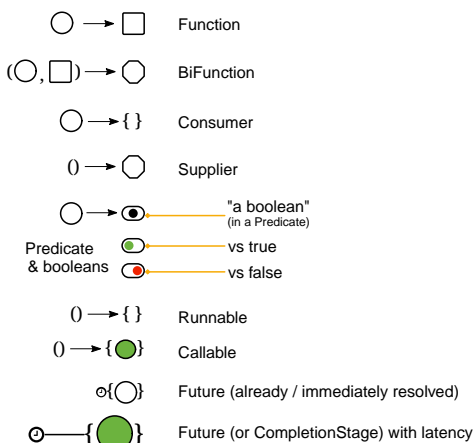 Function
( , ) BiFunction
{ } Consumer
() Supplier
"a boolean"
(in a Predicate)
Predicate
& booleans
vs true
vs false
() { } Runnable
() { } Callable
{ } Future (already / immediately resolved)
{ } Future (or CompletionStage) with latency